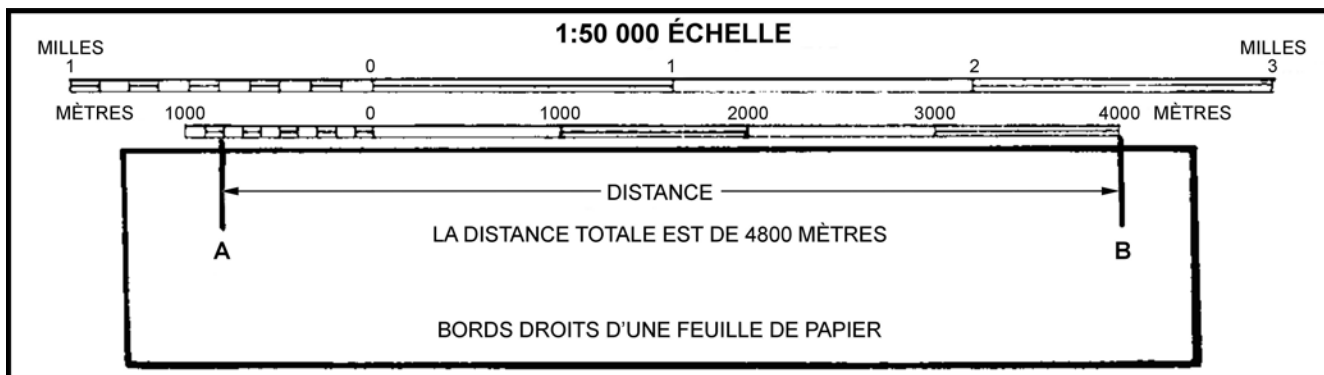 1:50 000 ÉCHELLE
MILLES MILLES
1 0 1 2 3
MÈTRES 1000 0 1000 2000 3000 4000 MÈTRES
DISTANCE
A LA DISTANCE TOTALE EST DE 4800 MÈTRES B
BORDS DROITS D'UNE FEUILLE DE PAPIER